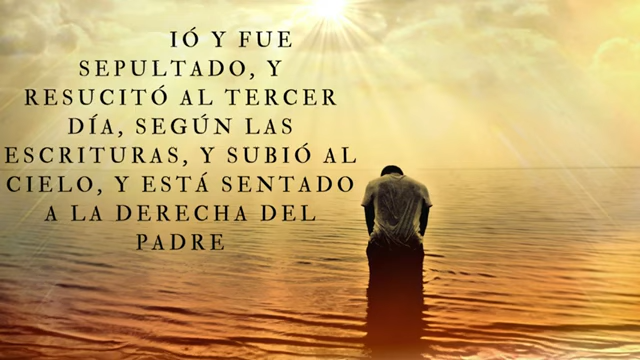 IÓ Y FUE
SEPULTADO, Y
RESUCITÓ AL TERCER
DÍA, SEGÚN LAS
ESCRITURAS, Y SUBIÓ AL
CIELO, Y ESTÁ SENTADO
A LA DERECHA DEL
PADRE